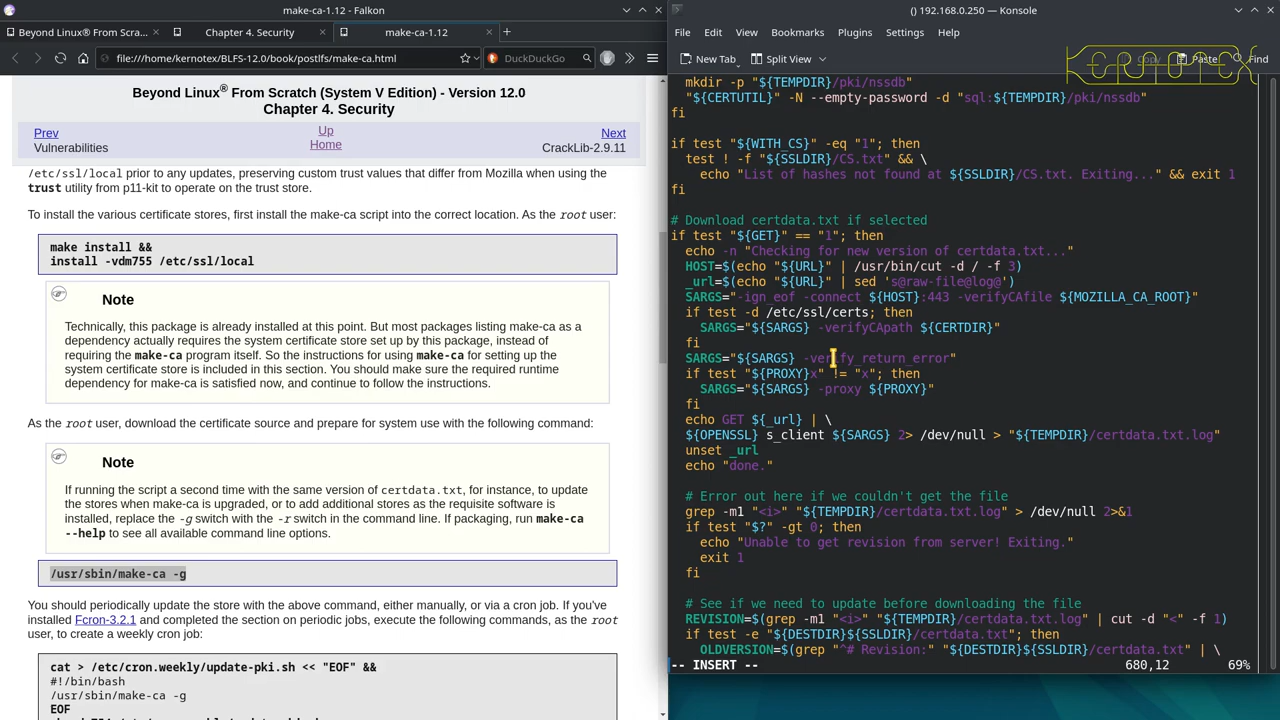 make-ca-1.12 – Falkon
Beyond Linux® From Scra...
Chapter 4. Security
make-ca-1.12
file:///home/kernotex/BLFS-12.0/book/postlfs/make-ca.html
DuckDuckGo
Beyond Linux® From Scratch (System V Edition) - Version 12.0
Chapter 4. Security
Prev
Up
Next
Vulnerabilities
Home
CrackLib-2.9.11
/etc/ssl/local prior to any updates, preserving custom trust values that differ from Mozilla when using the
trust utility from p11-kit to operate on the trust store.
To install the various certificate stores, first install the make-ca script into the correct location. As the root user:
make install &&
install -vdm755 /etc/ssl/local
Note
Technically, this package is already installed at this point. But most packages listing make-ca as a
dependency actually requires the system certificate store set up by this package, instead of
requiring the make-ca program itself. So the instructions for using make-ca for setting up the
system certificate store is included in this section. You should make sure the required runtime
dependency for make-ca is satisfied now, and continue to follow the instructions.
As the root user, download the certificate source and prepare for system use with the following command:
Note
If running the script a second time with the same version of certdata.txt, for instance, to update
the stores when make-ca is upgraded, or to add additional stores as the requisite software is
installed, replace the -g switch with the -r switch in the command line. If packaging, run make-ca
--help to see all available command line options.
/usr/sbin/make-ca -g
You should periodically update the store with the above command, either manually, or via a cron job. If you've
installed Fcron-3.2.1 and completed the section on periodic jobs, execute the following commands, as the root
user, to create a weekly cron job:
cat > /etc/cron.weekly/update-pki.sh << "EOF" &&
#!/bin/bash
/usr/sbin/make-ca -g
EOF
() 192.168.0.250 — Konsole
File Edit View Bookmarks Plugins Settings Help
New Tab
Split View
Copy
Paste
Find
KernoteX
mkdir -p "${TEMPDIR}/pki/nssdb"
"${CERTUTIL}" -N --empty-password -d "sql:${TEMPDIR}/pki/nssdb"
fi
if test "${WITH_CS}" -eq "1"; then
test ! -f "${SSLDIR}/CS.txt" && \
echo "List of hashes not found at ${SSLDIR}/CS.txt. Exiting..." && exit 1
fi
# Download certdata.txt if selected
if test "${GET}" == "1"; then
echo -n "Checking for new version of certdata.txt..."
HOST=$(echo "${URL}" | /usr/bin/cut -d / -f 3)
_url=$(echo "${URL}" | sed 's@raw-file@log@')
SARGS="-ign_eof -connect ${HOST}:443 -verifyCAfile ${MOZILLA_CA_ROOT}"
if test -d /etc/ssl/certs; then
SARGS="${SARGS} -verifyCApath ${CERTDIR}"
fi
SARGS="${SARGS} -verify_return_error"
if test "${PROXY}x" != "x"; then
SARGS="${SARGS} -proxy ${PROXY}"
fi
echo GET ${_url} | \
${OPENSSL} s_client ${SARGS} 2> /dev/null > "${TEMPDIR}/certdata.txt.log"
unset _url
echo "done."
# Error out here if we couldn't get the file
grep -m1 "<i>" "${TEMPDIR}/certdata.txt.log" > /dev/null 2>&1
if test "$?" -gt 0; then
echo "Unable to get revision from server! Exiting."
exit 1
fi
# See if we need to update before downloading the file
REVISION=$(grep -m1 "<i>" "${TEMPDIR}/certdata.txt.log" | cut -d "<" -f 1)
if test -e "${DESTDIR}${SSLDIR}/certdata.txt"; then
OLDVERSION=$(grep "^# Revision:" "${DESTDIR}${SSLDIR}/certdata.txt" | \
-- INSERT --
680,12
69%